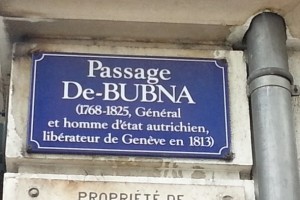 Passage
De-BUBNA
(1768-1825, Général
et homme d'état autrichien,
libérateur de Genève en 1813)
PROPRIÉTÉ DE